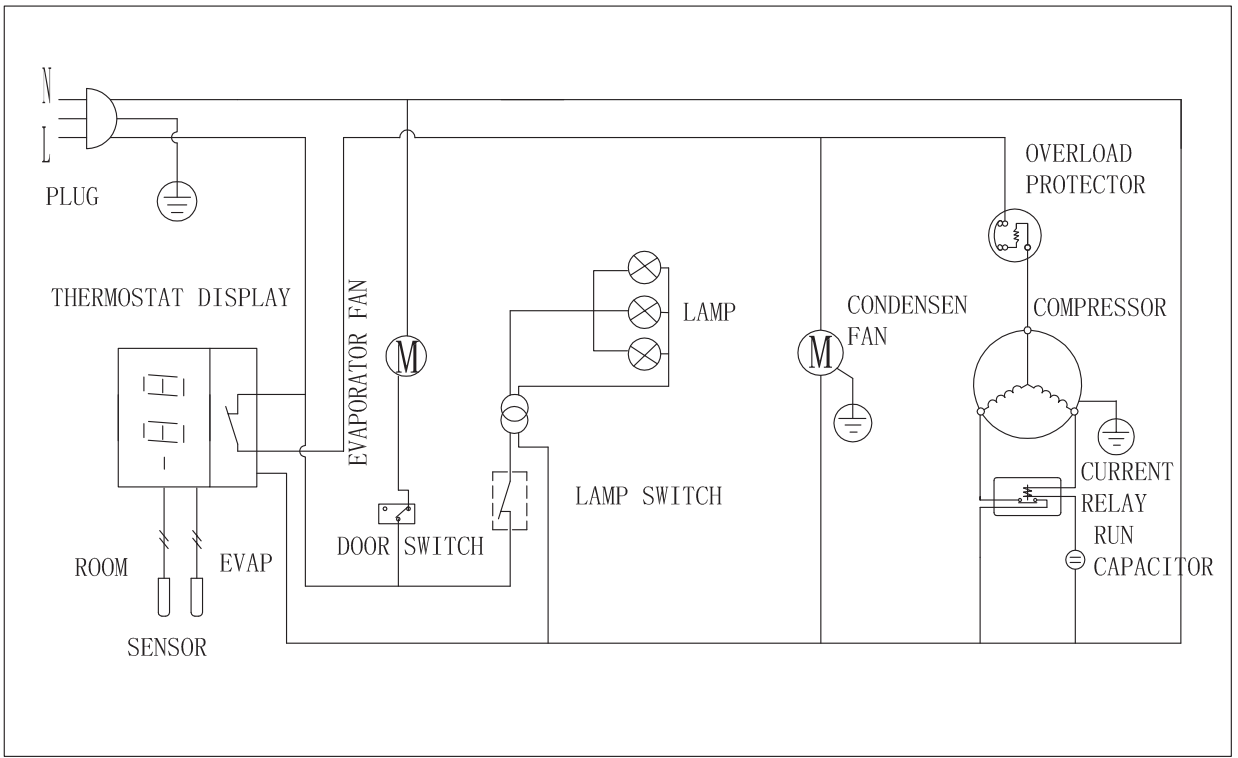 N
L
PLUG
OVERLOAD
PROTECTOR
THERMOSTAT DISPLAY
EVAPORATOR FAN
M
LAMP
CONDENSEN
FAN
M
COMPRESSOR
LAMP SWITCH
CURRENT
RELAY
RUN
CAPACITOR
DOOR SWITCH
ROOM
EVAP
SENSOR